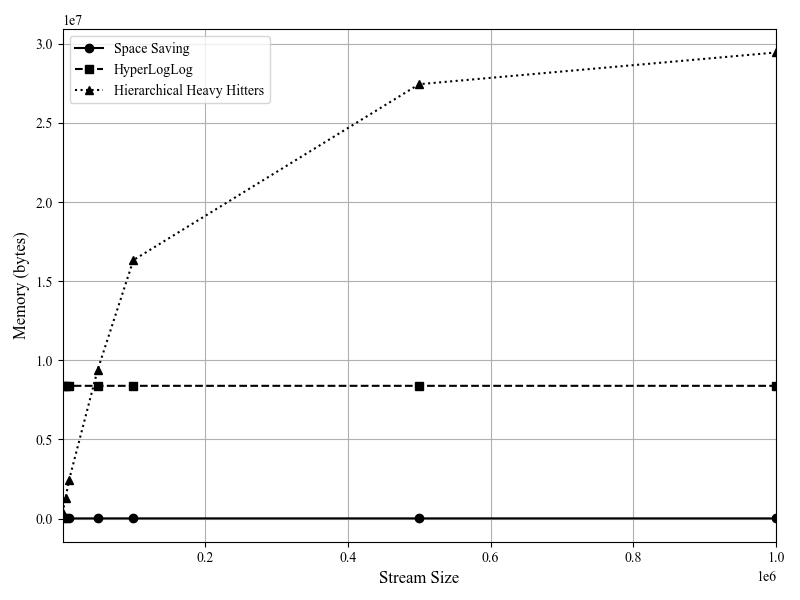 1e7
Space Saving
HyperLogLog
Hierarchical Heavy Hitters
3.0
2.5
2.0
1.5
1.0
0.5
0.0
Memory (bytes)
0.2
0.4
0.6
0.8
1.0
Stream Size
1e6